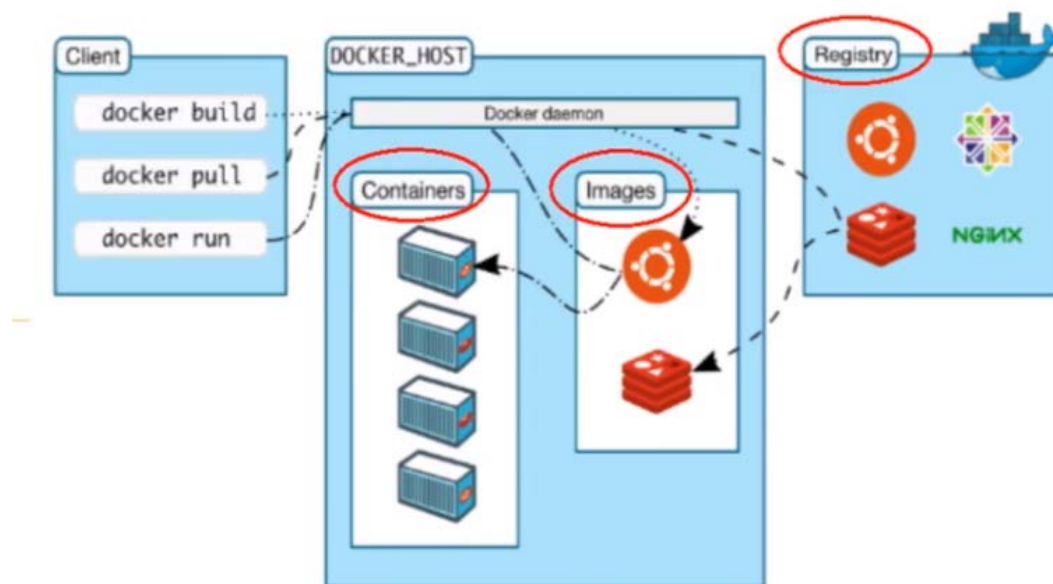 Client
docker build
docker pull
docker run
DOCKER_HOST
Docker daemon
Containers
Images
Registry
NGINX